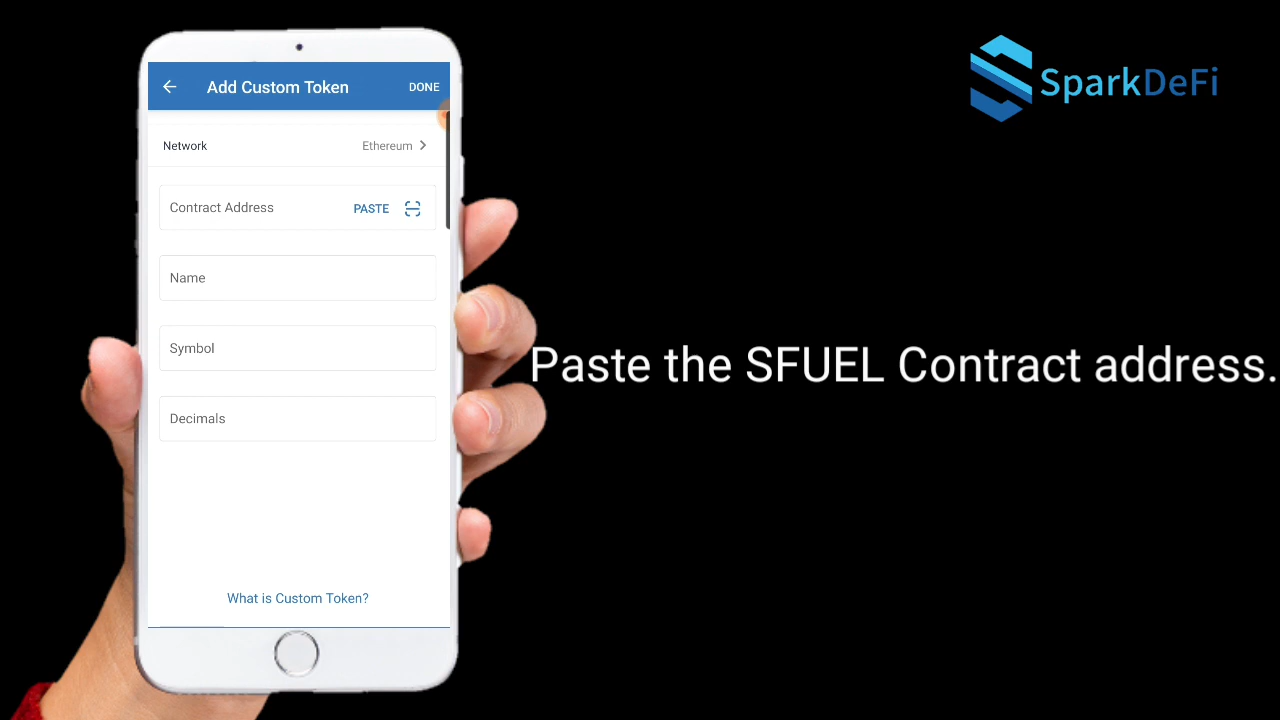 Add Custom Token
DONE
Network
Ethereum
Contract Address
PASTE
Name
Symbol
Decimals
What is Custom Token?
SparkDeFi
Paste the SFUEL Contract address.